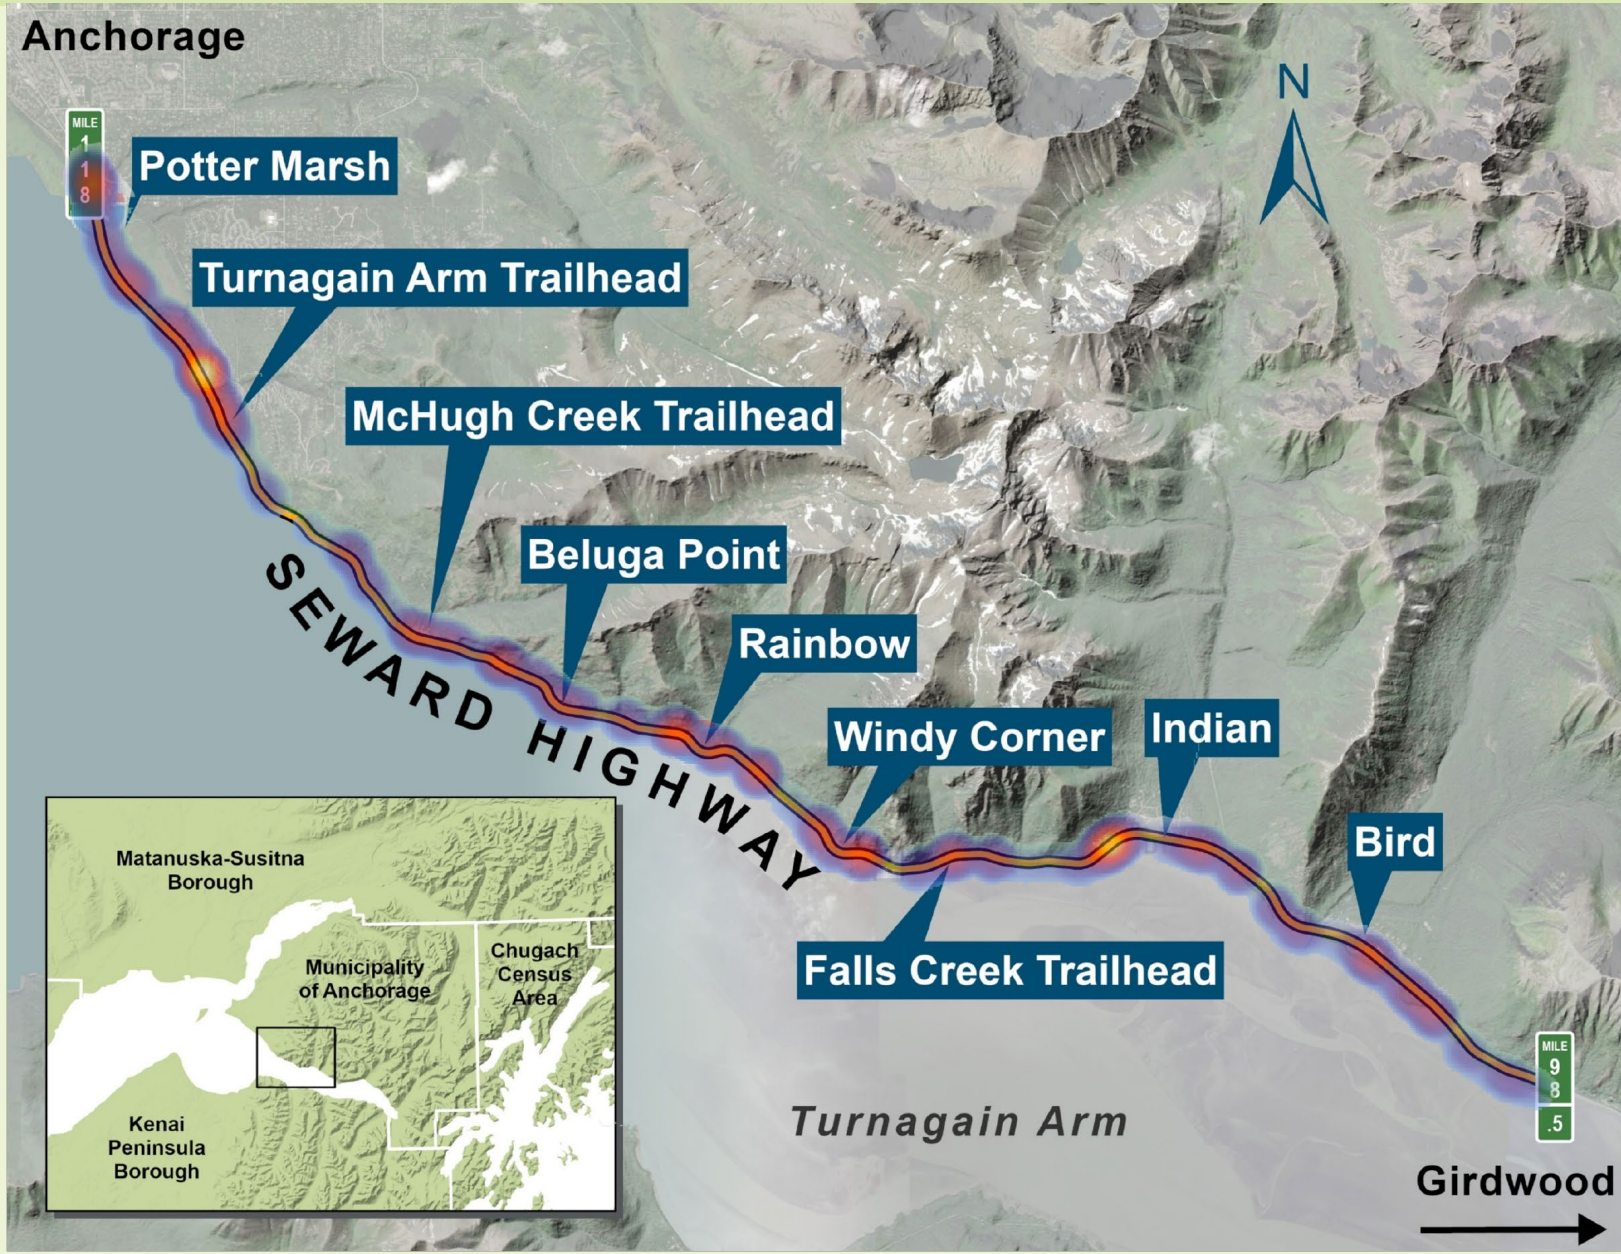 Anchorage
N
MILE
1
1
8
Potter Marsh
Turnagain Arm Trailhead
McHugh Creek Trailhead
Beluga Point
Rainbow
SEWARD HIGHWAY
Windy Corner
Indian
Bird
Falls Creek Trailhead
Matanuska-Susitna
Borough
Municipality
of Anchorage
Chugach
Census
Area
Kenai
Peninsula
Borough
MILE
9
8
.5
Turnagain Arm
Girdwood